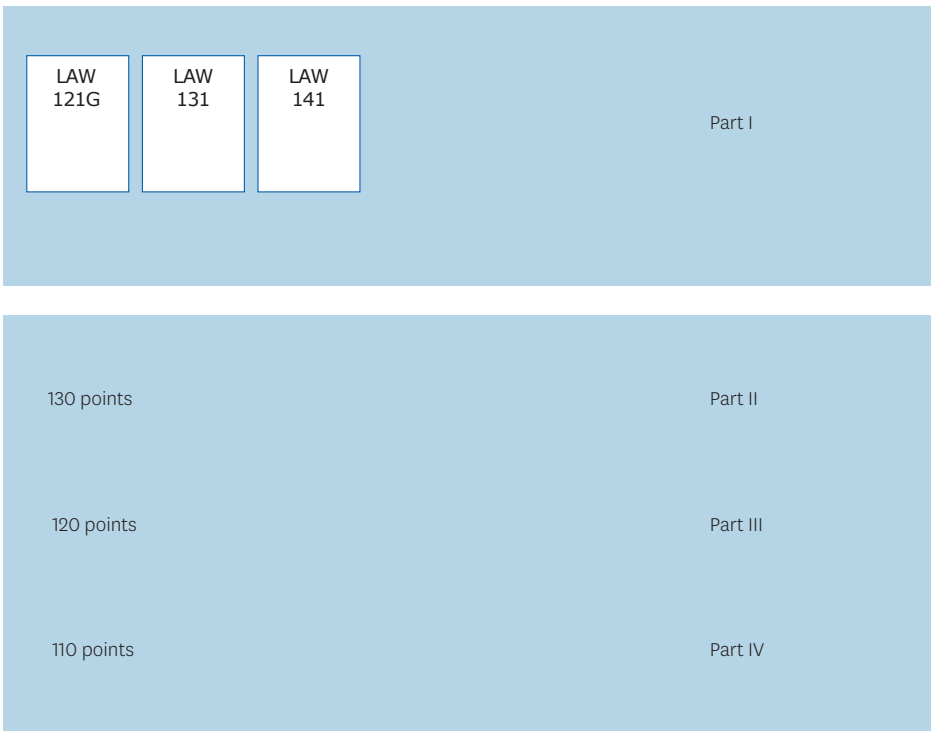 LAW
121G
LAW
131
LAW
141
Part I
130 points
Part II
120 points
Part III
110 points
Part IV